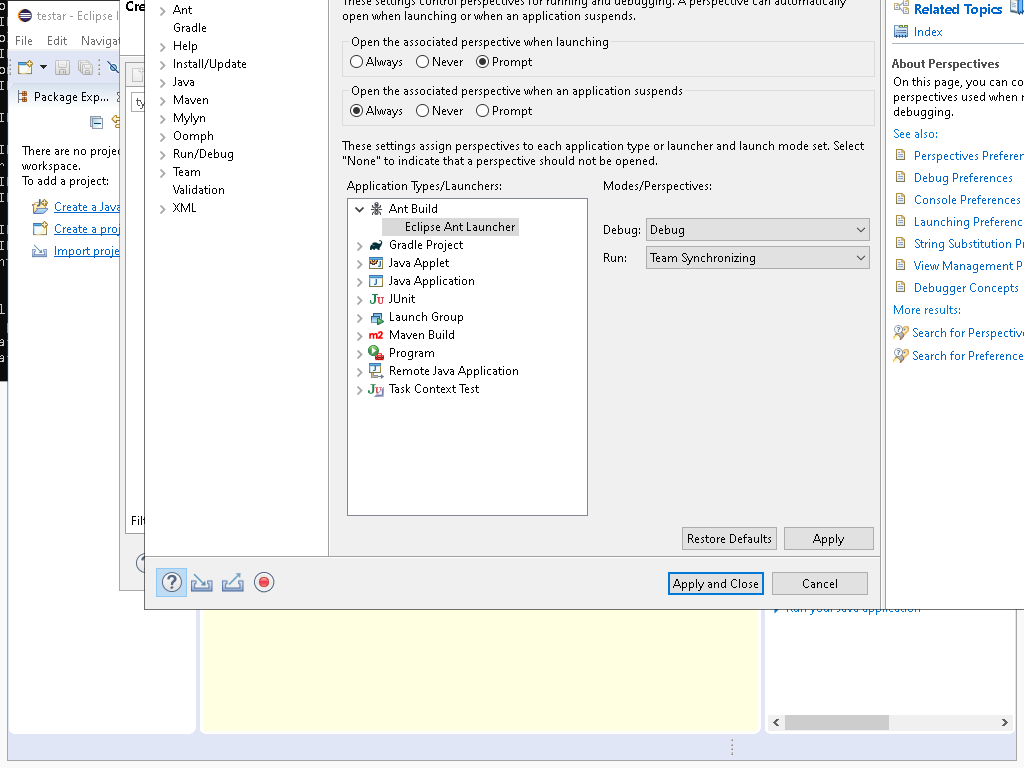 testar - Eclipse I
File Edit Navigat
Package Exp...
There are no proje
workspace.
To add a project:
Create a Java
Create a proj
Import proje
Cre
ty
Filt
Ant
Gradle
Help
Install/Update
Java
Maven
Mylyn
Oomph
Run/Debug
Team
Validation
XML
These settings control perspectives for running and debugging. A perspective can automatically
open when launching or when an application suspends.
Open the associated perspective when launching
Always Never Prompt
Open the associated perspective when an application suspends
Always Never Prompt
These settings assign perspectives to each application type or launcher and launch mode set. Select
"None" to indicate that a perspective should not be opened.
Application Types/Launchers:
Ant Build
Eclipse Ant Launcher
Gradle Project
Java Applet
Java Application
JUnit
Launch Group
Maven Build
Program
Remote Java Application
Task Context Test
Modes/Perspectives:
Debug: Debug
Run: Team Synchronizing
Restore Defaults Apply
Apply and Close Cancel
Related Topics
Index
About Perspectives
On this page, you can co
perspectives used when r
debugging.
See also:
Perspectives Preferen
Debug Preferences
Console Preferences
Launching Preferenc
String Substitution Pr
View Management P
Debugger Concepts
More results:
Search for Perspective
Search for Preference
Run your Java application